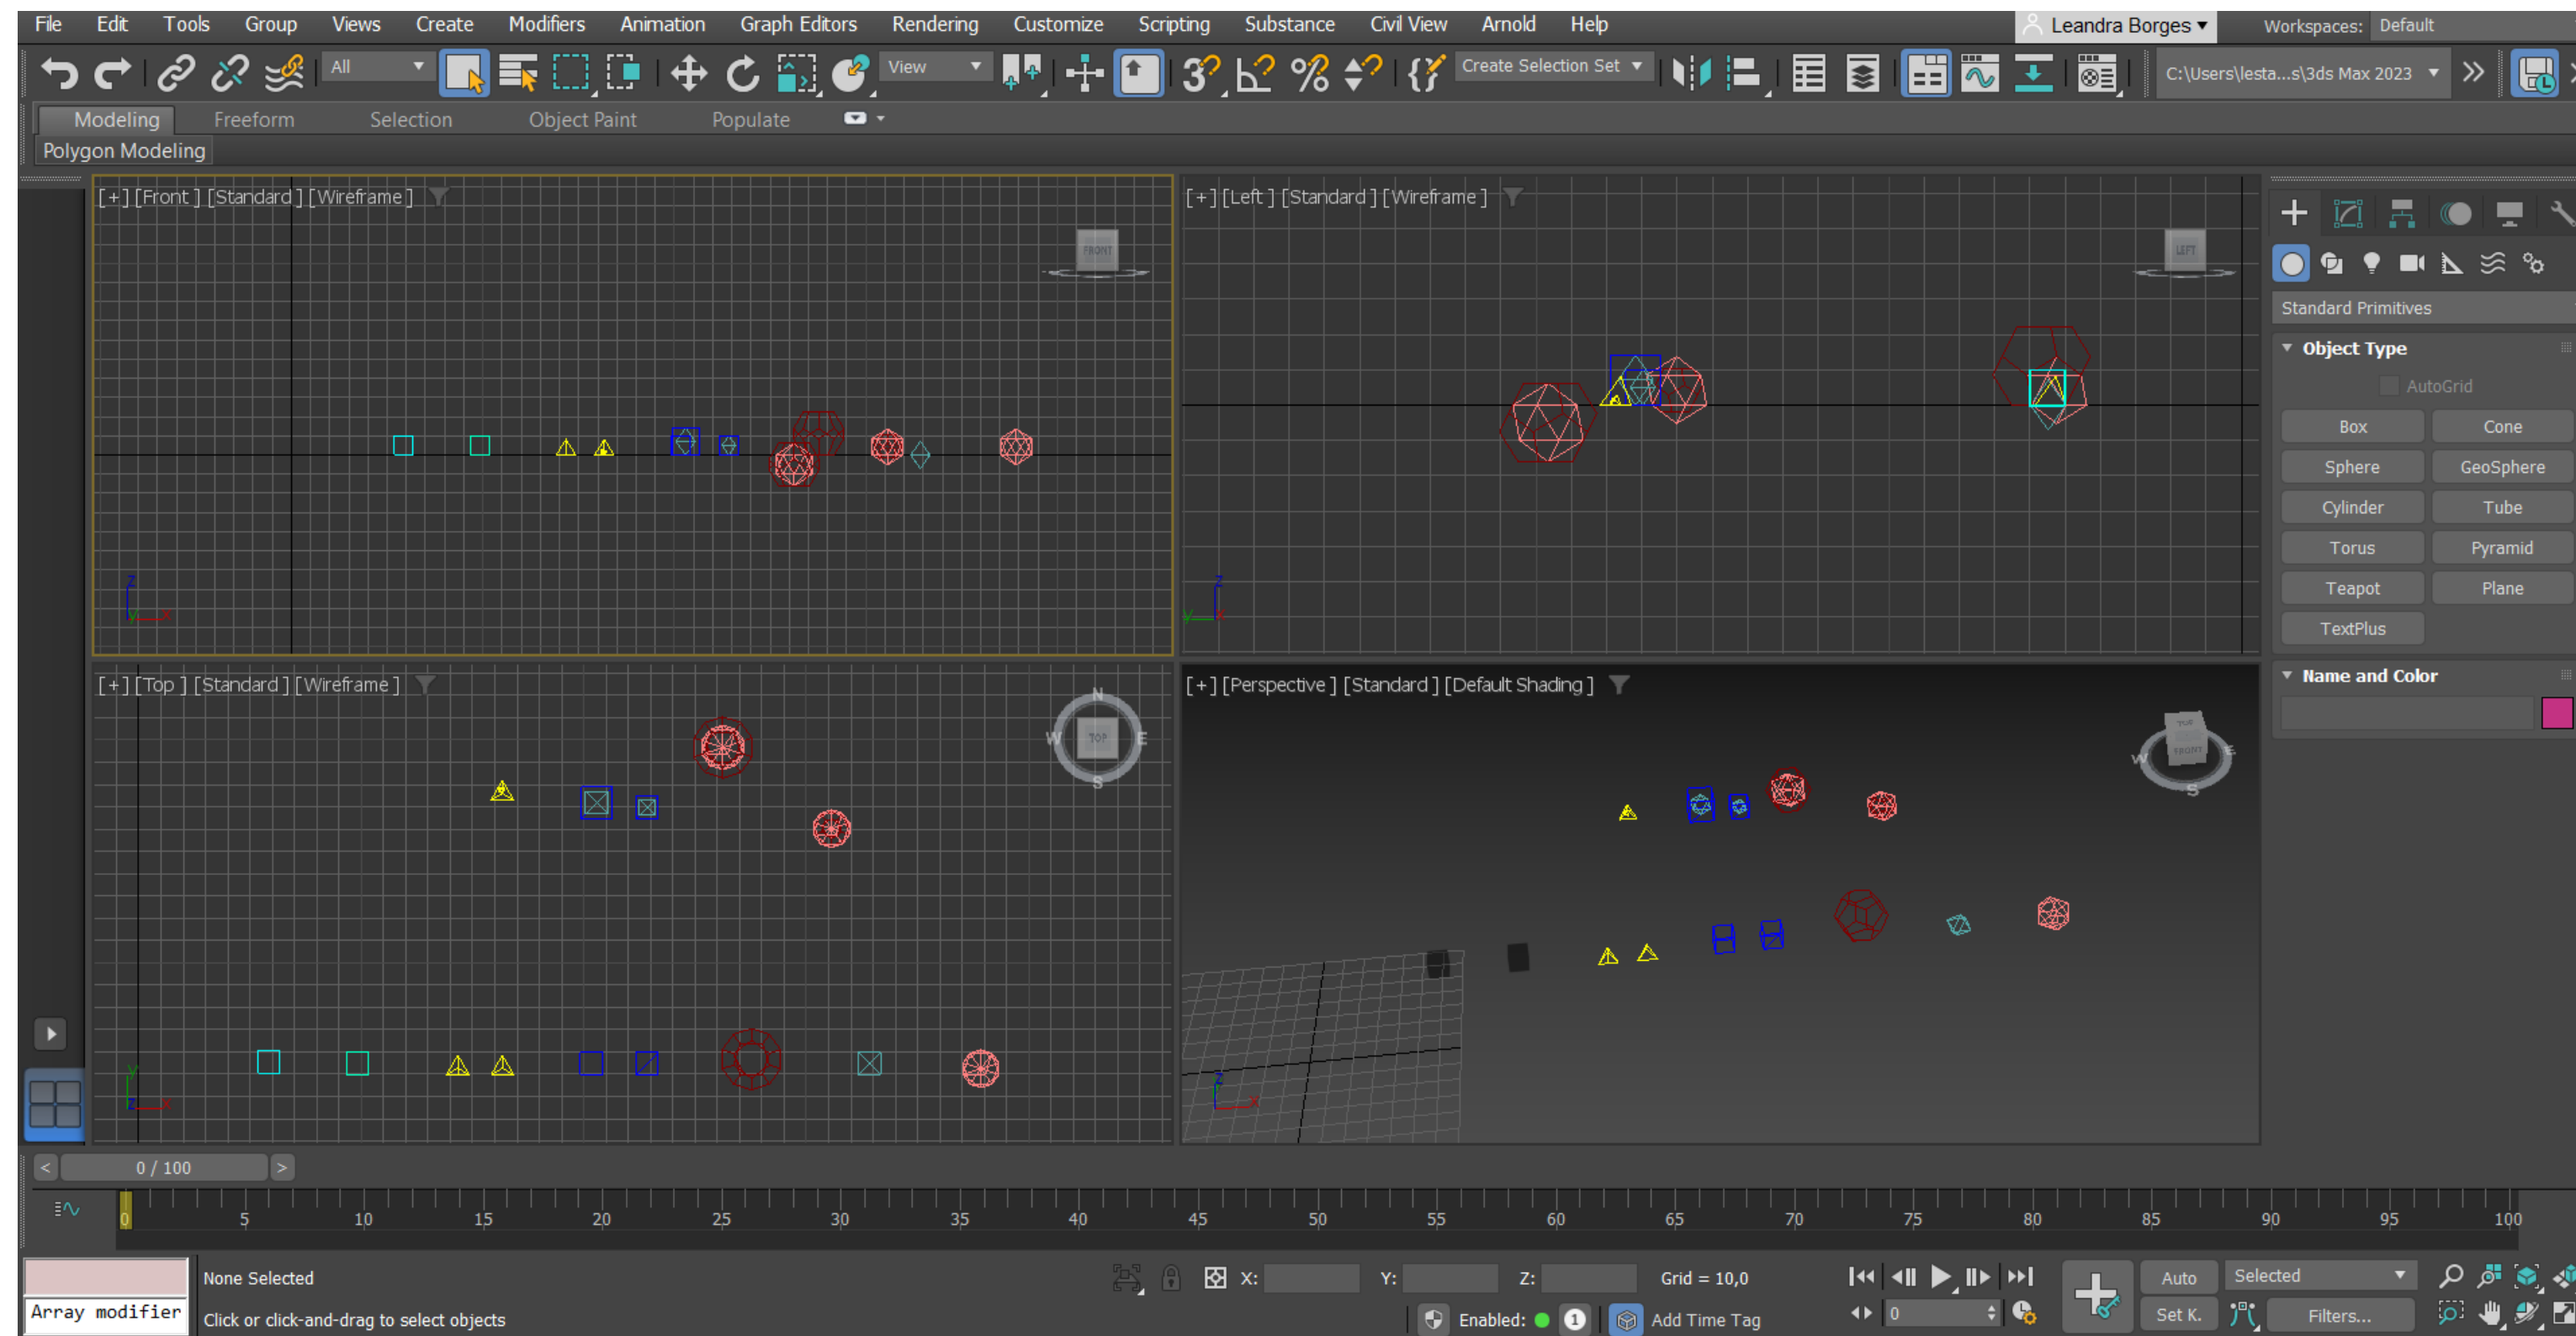 File Edit Tools Group Views Create Modifiers Animation Graph Editors Rendering Customize Scripting Substance Civil View Arnold Help Leandra Borges Workspaces: Default
All View Create Selection Set C:\Users\lesta...s\3ds Max 2023
Modeling Freeform Selection Object Paint Populate
Polygon Modeling
[+] [Front ] [Standard ] [Wireframe ]
FRONT
z
y x
[+] [Left ] [Standard ] [Wireframe ]
LEFT
z
y x
[+] [Top ] [Standard ] [Wireframe ]
N
W TOP E
S
y
z x
[+] [Perspective ] [Standard ] [Default Shading ]
TOP
FRONT
W E
S
z
x
Standard Primitives
Object Type
AutoGrid
Box Cone
Sphere GeoSphere
Cylinder Tube
Torus Pyramid
Teapot Plane
TextPlus
Name and Color
< 0 / 100 >
0 5 10 15 20 25 30 35 40 45 50 55 60 65 70 75 80 85 90 95 100
None Selected X: Y: Z: Grid = 10,0 Auto Selected
Array modifier Click or click-and-drag to select objects Enabled: 1 Add Time Tag 0 Set K. Filters...